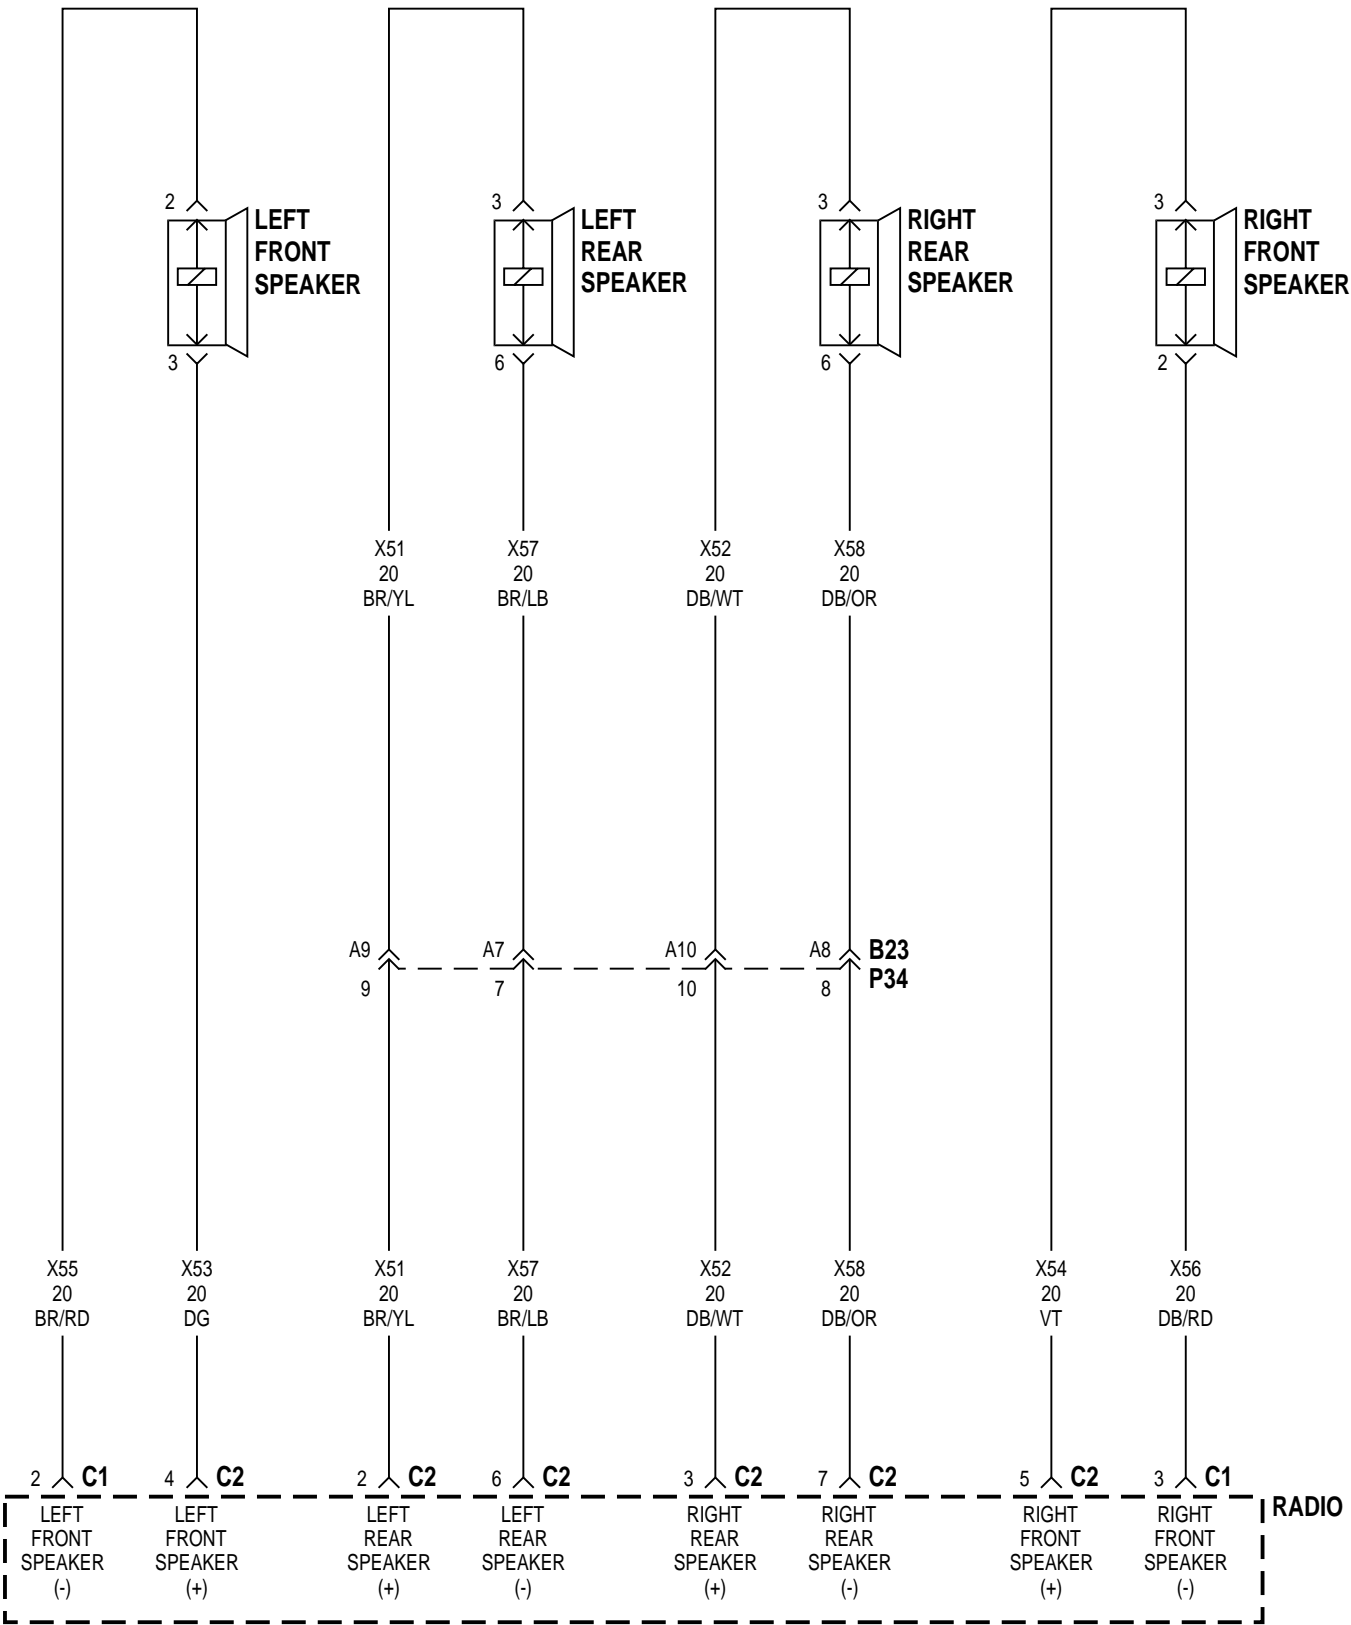 2
LEFT
FRONT
SPEAKER
3
3
LEFT
REAR
SPEAKER
6
3
RIGHT
REAR
SPEAKER
6
3
RIGHT
FRONT
SPEAKER
2
X51
20
BR/YL
X57
20
BR/LB
X52
20
DB/WT
X58
20
DB/OR
A9
A7
A10
A8
B23
9
7
10
8
P34
X55
20
BR/RD
X53
20
DG
X51
20
BR/YL
X57
20
BR/LB
X52
20
DB/WT
X58
20
DB/OR
X54
20
VT
X56
20
DB/RD
2 C1
4 C2
2 C2
6 C2
3 C2
7 C2
5 C2
3 C1
LEFT
FRONT
SPEAKER
(-)
LEFT
FRONT
SPEAKER
(+)
LEFT
REAR
SPEAKER
(+)
LEFT
REAR
SPEAKER
(-)
RIGHT
REAR
SPEAKER
(+)
RIGHT
REAR
SPEAKER
(-)
RIGHT
FRONT
SPEAKER
(+)
RIGHT
FRONT
SPEAKER
(-)
RADIO